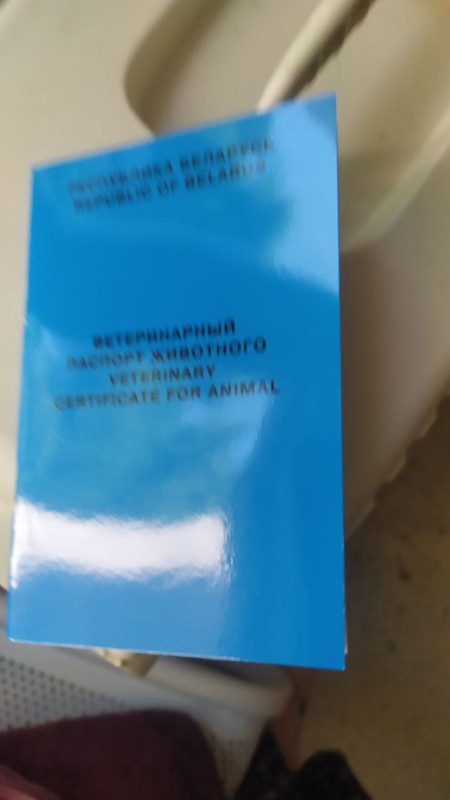 РЕСПУБЛИКА БЕЛАРУСЬ
REPUBLIC OF BELARUS
ВЕТЕРИНАРНЫЙ
ПАСПОРТ ЖИВОТНОГО
VETERINARY
CERTIFICATE FOR ANIMAL